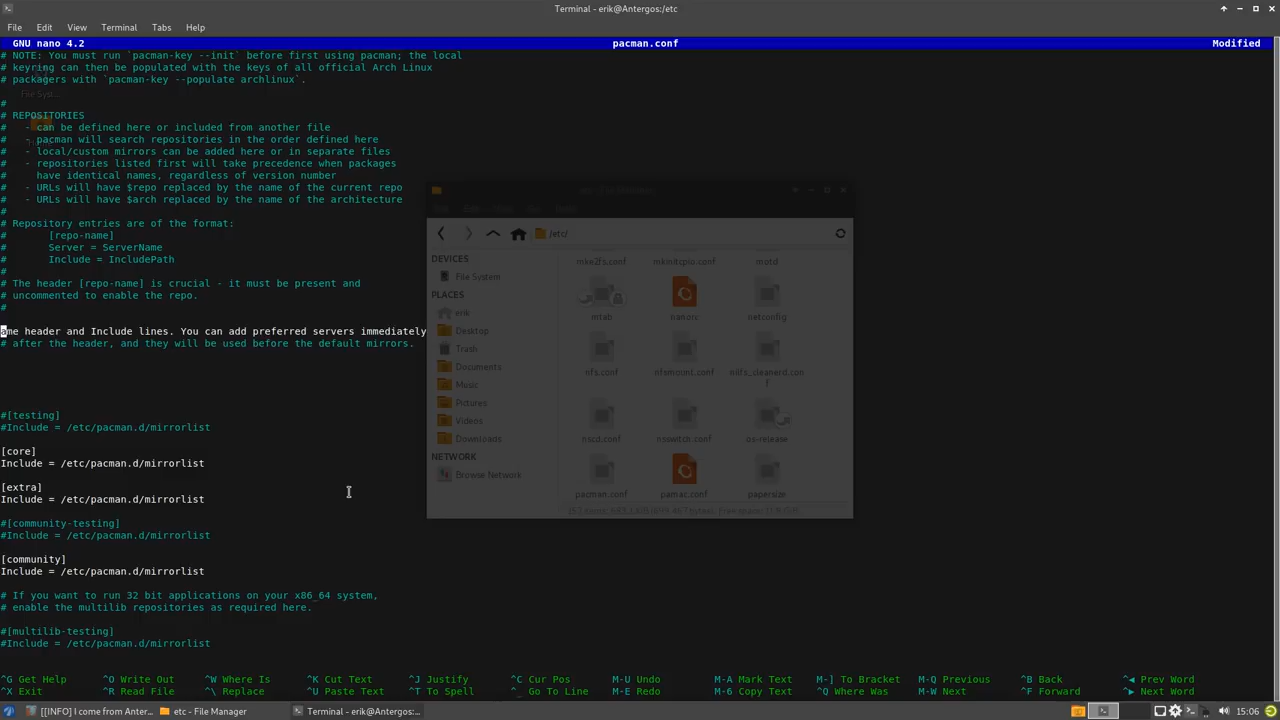 Terminal - erik@Antergos:/etc
File Edit View Terminal Tabs Help
GNU nano 4.2 pacman.conf Modified
# NOTE: You must run `pacman-key --init` before first using pacman; the local
# keyring can then be populated with the keys of all official Arch Linux
# packagers with `pacman-key --populate archlinux`.
File Sys...
#
# REPOSITORIES
#   - can be defined here or included from another file
#   - pacman will search repositories in the order defined here
#   - local/custom mirrors can be added here or in separate files
#   - repositories listed first will take precedence when packages
#     have identical names, regardless of version number
#   - URLs will have $repo replaced by the name of the current repo
#   - URLs will have $arch replaced by the name of the architecture
#
# Repository entries are of the format:
#       [repo-name]
#       Server = ServerName
#       Include = IncludePath
#
# The header [repo-name] is crucial - it must be present and
# uncommented to enable the repo.
#
ame header and Include lines. You can add preferred servers immediately
# after the header, and they will be used before the default mirrors.
#[testing]
#Include = /etc/pacman.d/mirrorlist
[core]
Include = /etc/pacman.d/mirrorlist
[extra]
Include = /etc/pacman.d/mirrorlist
#[community-testing]
#Include = /etc/pacman.d/mirrorlist
[community]
Include = /etc/pacman.d/mirrorlist
# If you want to run 32 bit applications on your x86_64 system,
# enable the multilib repositories as required here.
#[multilib-testing]
#Include = /etc/pacman.d/mirrorlist
/etc/
DEVICES
File System
PLACES
erik
Desktop
Trash
Documents
Music
Pictures
Videos
Downloads
NETWORK
Browse Network
mke2fs.conf mkinitcpio.conf motd
mtab nanorc netconfig
nfs.conf nfsmount.conf nilfs_cleanerd.con
f
nscd.conf nsswitch.conf os-release
pacman.conf pamac.conf papersize
^G Get Help ^O Write Out ^W Where Is ^K Cut Text ^J Justify ^C Cur Pos M-U Undo M-A Mark Text M-] To Bracket M-Q Previous ^B Back ^◀ Prev Word
^X Exit ^R Read File ^\ Replace ^U Paste Text ^T To Spell ^_ Go To Line M-E Redo M-6 Copy Text ^Q Where Was M-W Next ^F Forward ^▶ Next Word
[[INFO] I come from Anter... etc - File Manager Terminal - erik@Antergos:... 15:06